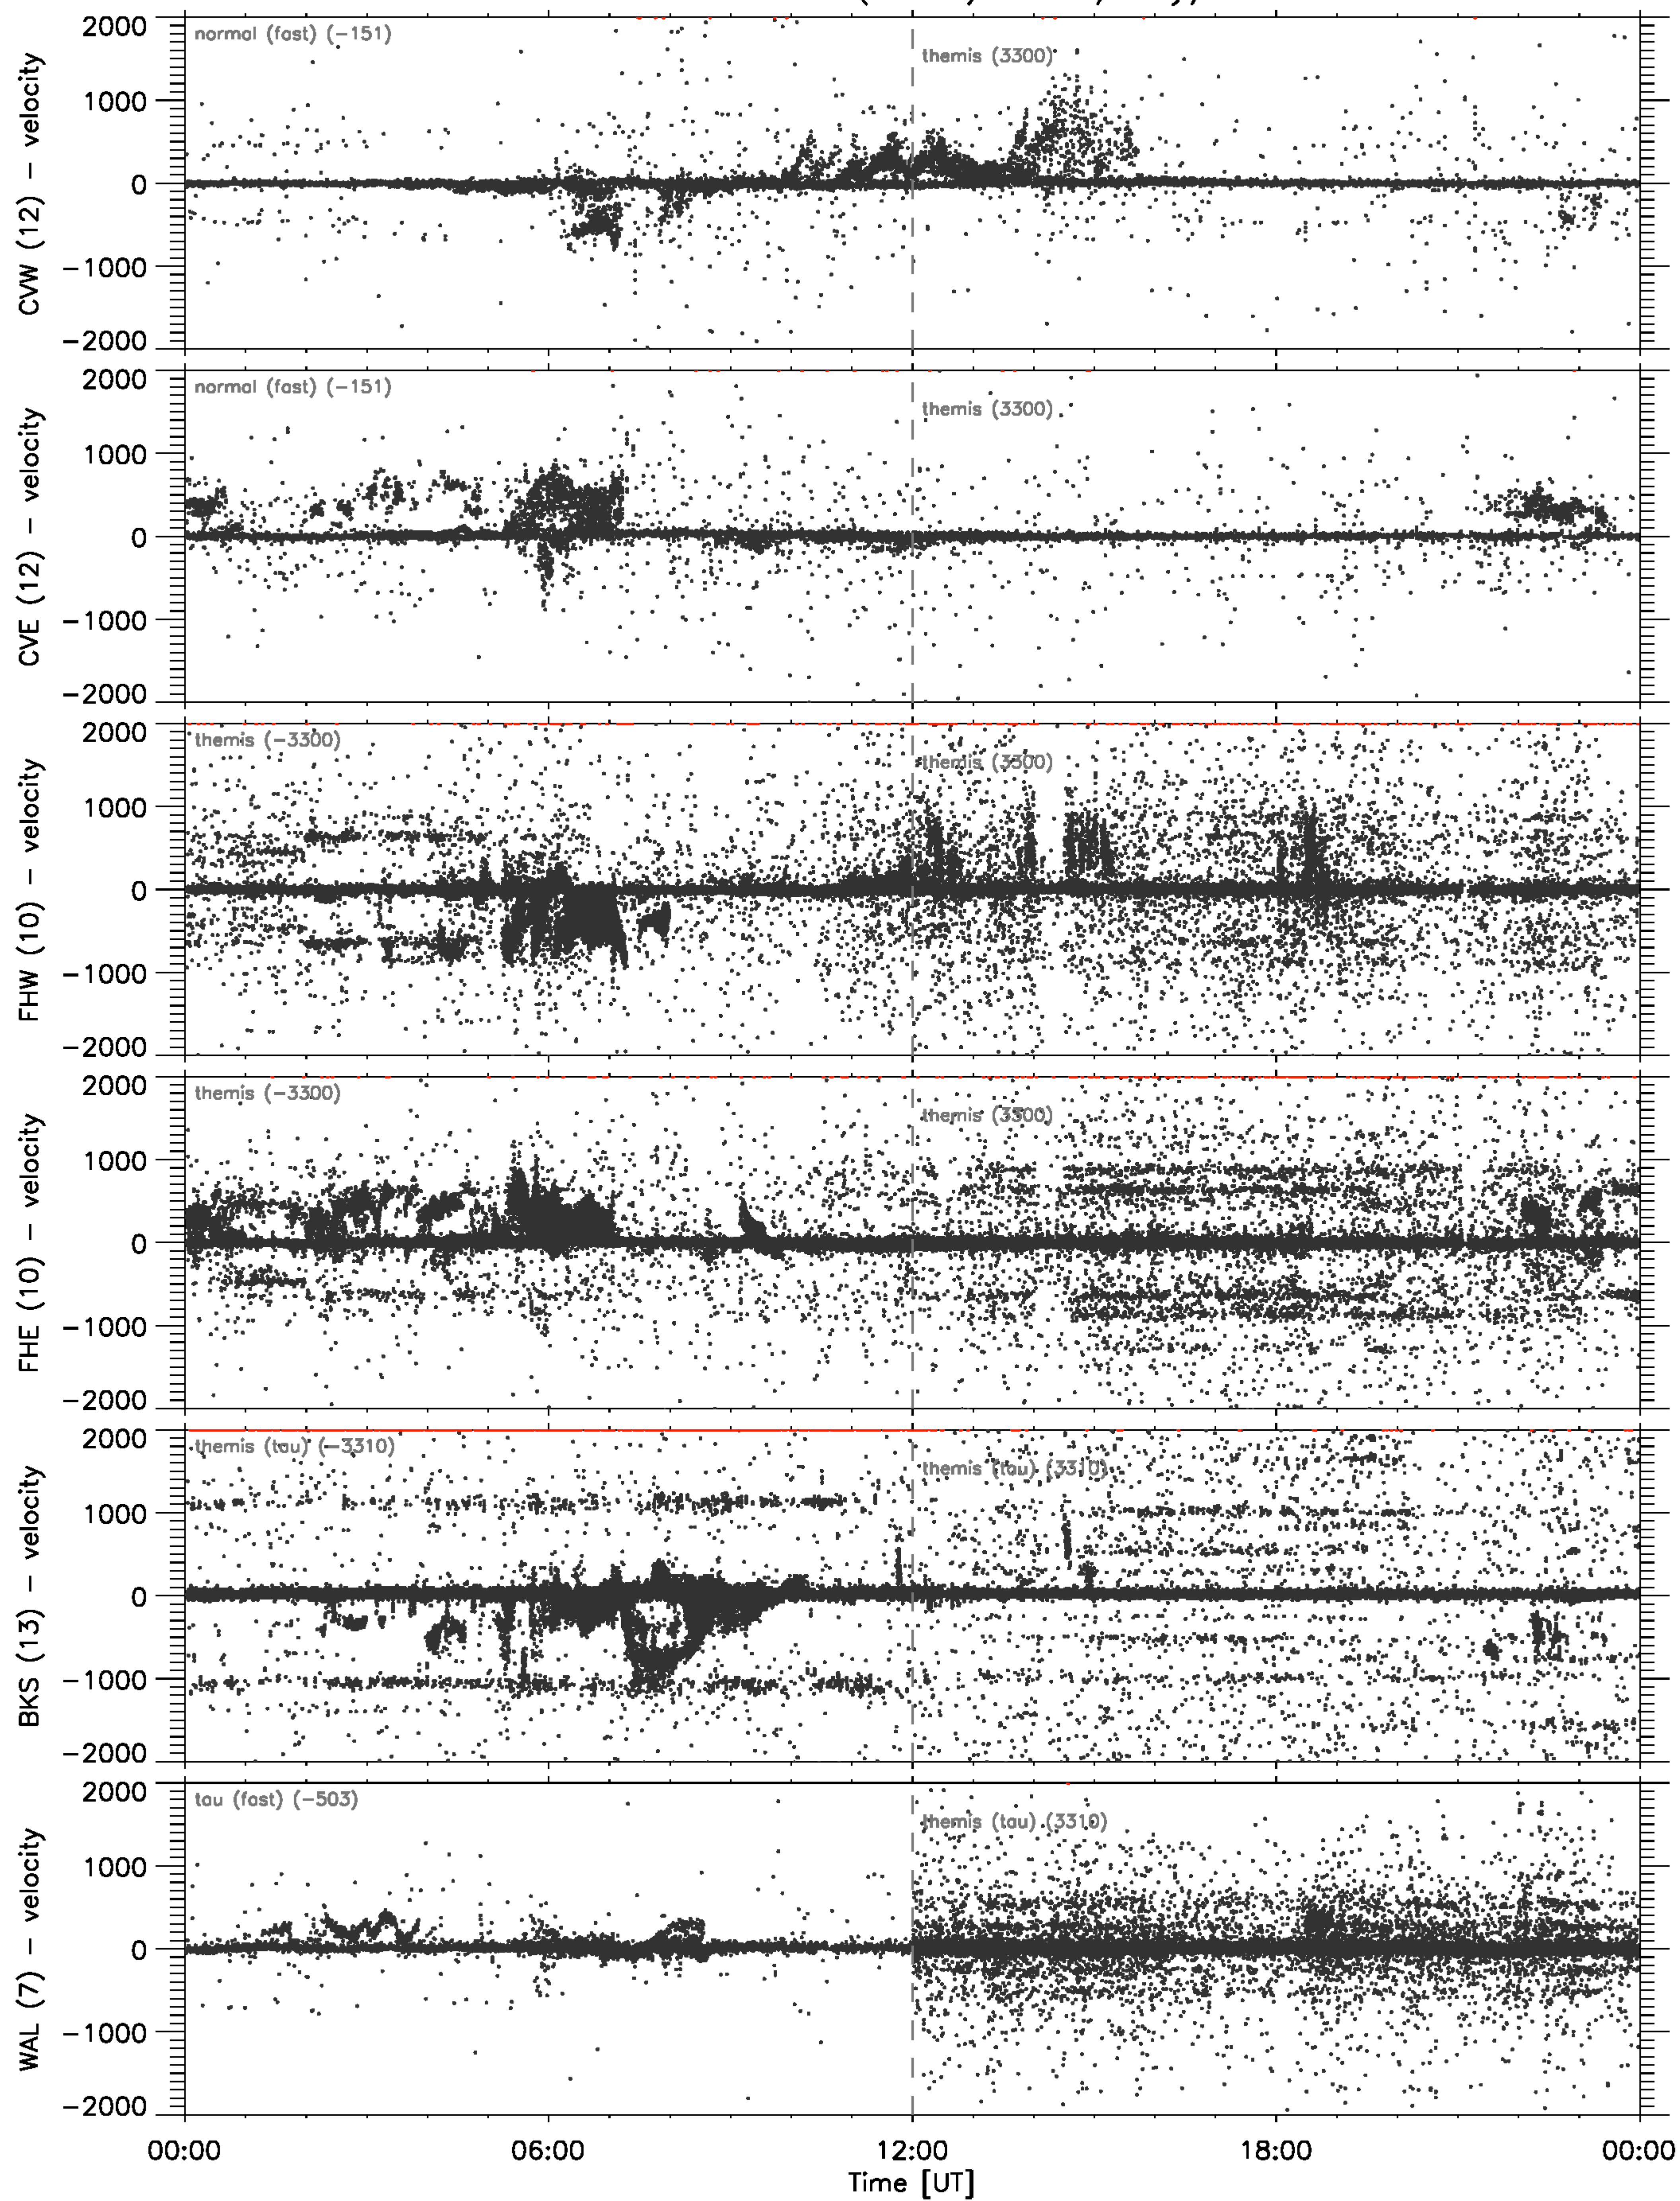 normal (fast) (-151)
themis (3300)
CVW (12) - velocity
2000
1000
0
-1000
-2000
normal (fast) (-151)
themis (3300)
CVE (12) - velocity
2000
1000
0
-1000
-2000
themis (-3300)
themis (3300)
FHW (10) - velocity
2000
1000
0
-1000
-2000
themis (-3300)
themis (3300)
FHE (10) - velocity
2000
1000
0
-1000
-2000
themis (tau) (-3310)
themis (tau) (3310)
BKS (13) - velocity
2000
1000
0
-1000
-2000
tau (fast) (-503)
themis (tau) (3310)
WAL (7) - velocity
2000
1000
0
-1000
-2000
00:00 06:00 12:00 18:00 00:00
Time [UT]